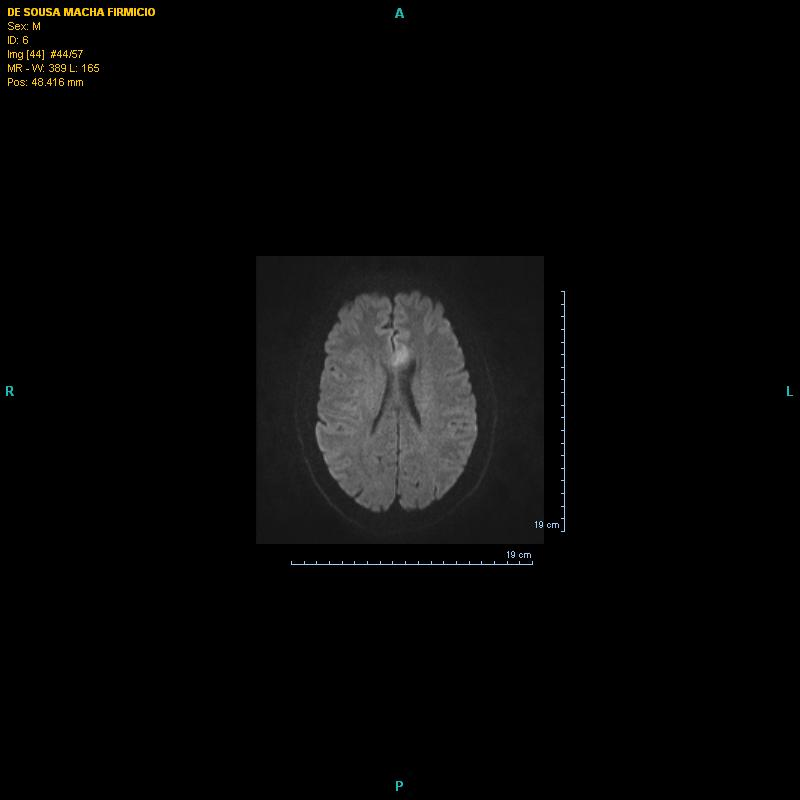 DE SOUSA MACHA FIRMICIO
Sex: M
ID: 6
Img [44] #44/57
MR - W: 389 L: 165
Pos: 48.416 mm
A
R
L
19 cm
19 cm
P